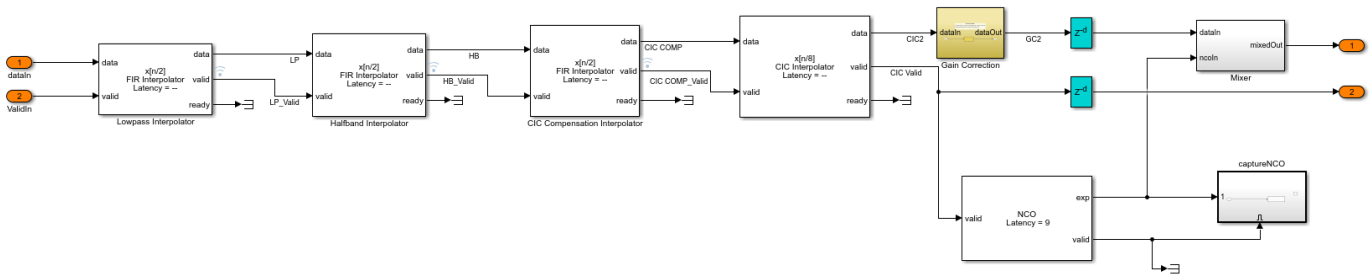 1
dataIn
2
ValidIn
data
valid
x[n/2]
FIR Interpolator
Latency = --
data
valid
ready
Lowpass Interpolator
LP
LP_Valid
data
valid
x[n/2]
FIR Interpolator
Latency = --
data
valid
ready
Halfband Interpolator
HB
HB_Valid
data
valid
x[n/2]
FIR Interpolator
Latency = --
data
valid
ready
CIC Compensation Interpolator
CIC COMP
CIC COMP_Valid
data
valid
x[n/8]
CIC Interpolator
Latency = --
data
valid
ready
CIC2
CIC Valid
dataIn
dataOut
Gain Correction
GC2
Z-d
Z-d
dataIn
ncoIn
mixedOut
Mixer
1
2
valid
NCO
Latency = 9
exp
valid
captureNCO
1